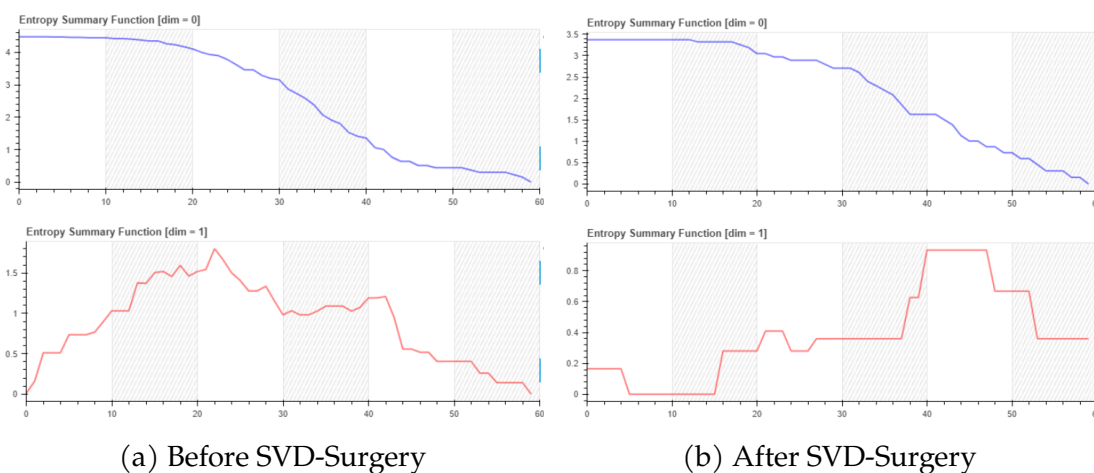 Entropy Summary Function [dim = 0]
4
3
2
1
0
0 10 20 30 40 50 60
Entropy Summary Function [dim = 1]
1.5
1
0.5
0
0 10 20 30 40 50 60
(a) Before SVD-Surgery
Entropy Summary Function [dim = 0]
3.5
3
2.5
2
1.5
1
0.5
0
0 10 20 30 40 50 6
Entropy Summary Function [dim = 1]
0.8
0.6
0.4
0.2
0
0 10 20 30 40 50 6
(b) After SVD-Surgery